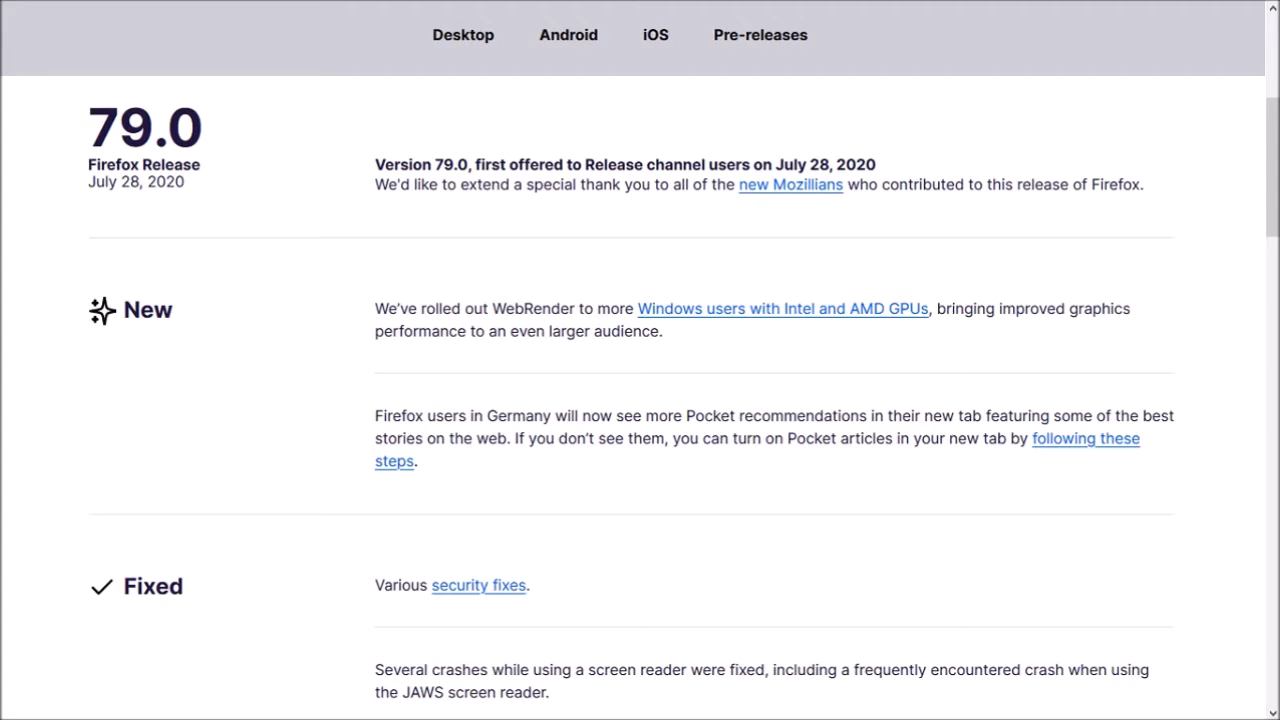 Desktop Android iOS Pre-releases
79.0
Firefox Release
July 28, 2020
Version 79.0, first offered to Release channel users on July 28, 2020
We'd like to extend a special thank you to all of the new Mozillians who contributed to this release of Firefox.
New
We’ve rolled out WebRender to more Windows users with Intel and AMD GPUs, bringing improved graphics
performance to an even larger audience.
Firefox users in Germany will now see more Pocket recommendations in their new tab featuring some of the best
stories on the web. If you don’t see them, you can turn on Pocket articles in your new tab by following these
steps.
Fixed
Various security fixes.
Several crashes while using a screen reader were fixed, including a frequently encountered crash when using
the JAWS screen reader.